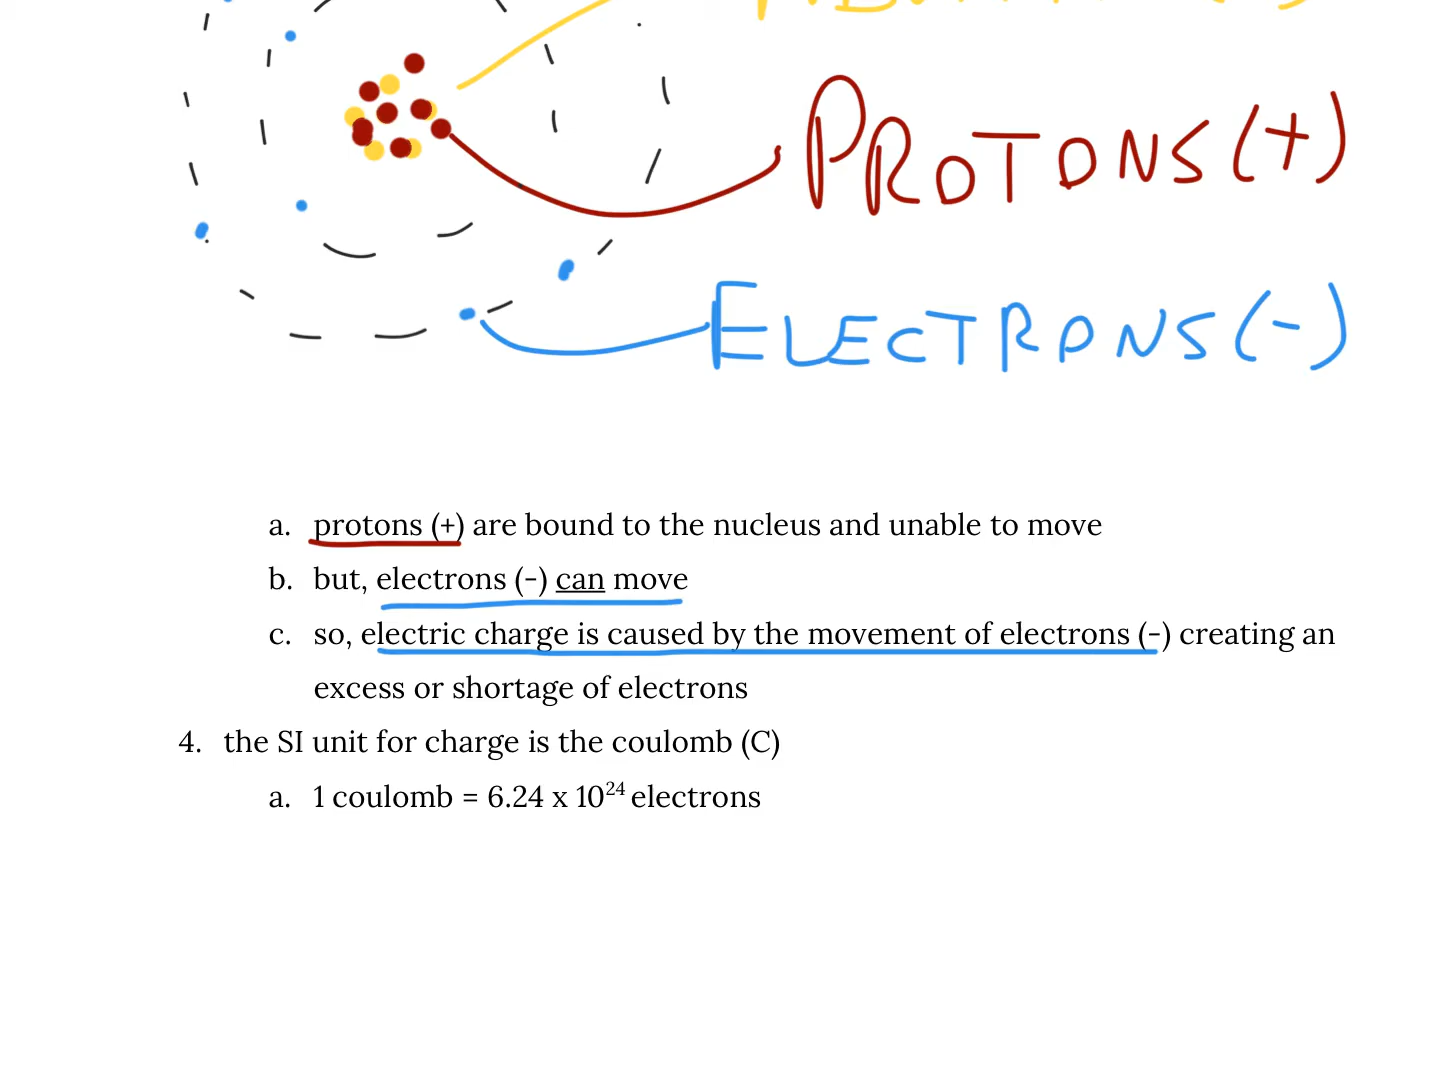 PROTONS (+)
ELECTRONS (-)
a. protons (+) are bound to the nucleus and unable to move
b. but, electrons (-) can move
c. so, electric charge is caused by the movement of electrons (-) creating an
excess or shortage of electrons
4. the SI unit for charge is the coulomb (C)
a. 1 coulomb = 6.24 x 10²⁴ electrons